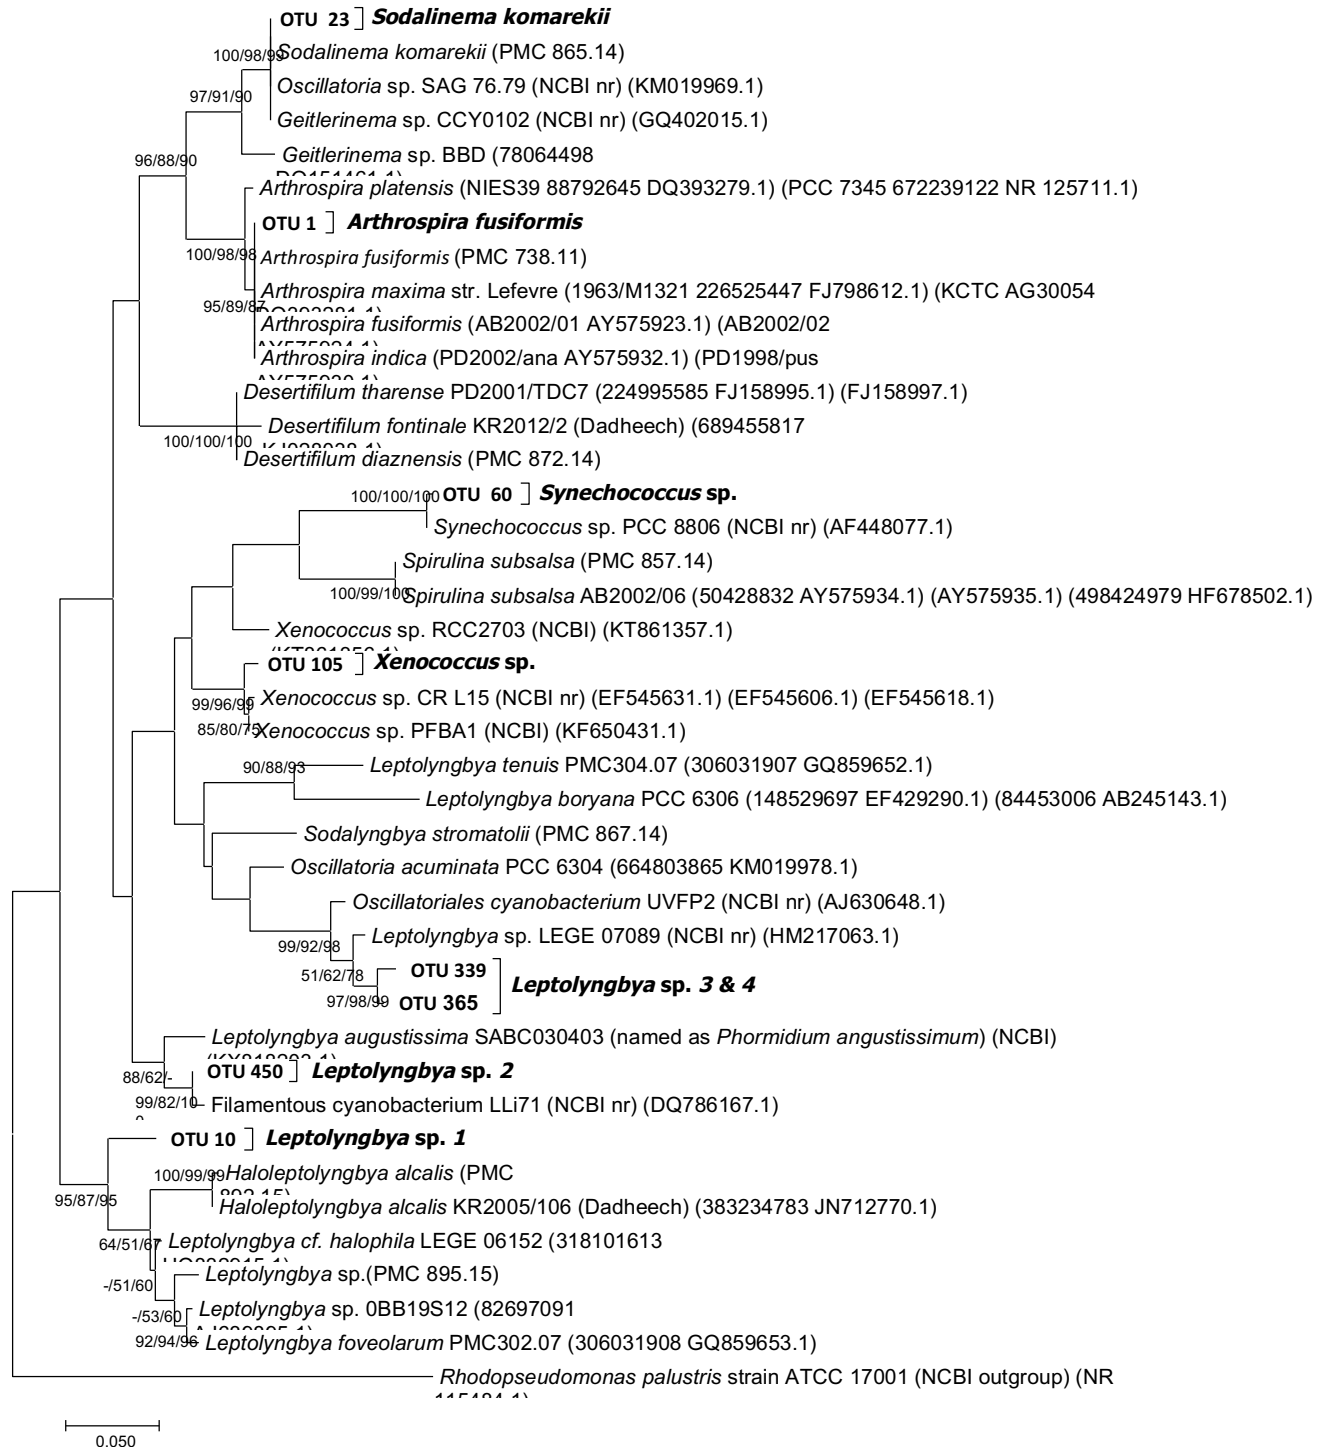 OTU 23 Sodalinema komarekii
100/98/99 Sodalinema komarekii (PMC 865.14)
Oscillatoria sp. SAG 76.79 (NCBI nr) (KM019969.1)
97/91/90
Geitlerinema sp. CCY0102 (NCBI nr) (GQ402015.1)
Geitlerinema sp. BBD (78064498
96/88/90
Arthrospira platensis (NIES39 88792645 DQ393279.1) (PCC 7345 672239122 NR 125711.1)
OTU 1 Arthrospira fusiformis
100/98/98 Arthrospira fusiformis (PMC 738.11)
Arthrospira maxima str. Lefevre (1963/M1321 226525447 FJ798612.1) (KCTC AG30054
95/89/87
Arthrospira fusiformis (AB2002/01 AY575923.1) (AB2002/02
Arthrospira indica (PD2002/ana AY575932.1) (PD1998/pus
Desertifilum tharense PD2001/TDC7 (224995585 FJ158995.1) (FJ158997.1)
Desertifilum fontinale KR2012/2 (Dadheech) (689455817
100/100/100
Desertifilum diaznensis (PMC 872.14)
100/100/100 OTU 60 Synechococcus sp.
Synechococcus sp. PCC 8806 (NCBI nr) (AF448077.1)
Spirulina subsalsa (PMC 857.14)
100/99/100 Spirulina subsalsa AB2002/06 (50428832 AY575934.1) (AY575935.1) (498424979 HF678502.1)
Xenococcus sp. RCC2703 (NCBI) (KT861357.1)
OTU 105 Xenococcus sp.
99/96/99 Xenococcus sp. CR L15 (NCBI nr) (EF545631.1) (EF545606.1) (EF545618.1)
85/80/75 Xenococcus sp. PFBA1 (NCBI) (KF650431.1)
90/88/93 Leptolyngbya tenuis PMC304.07 (306031907 GQ859652.1)
Leptolyngbya boryana PCC 6306 (148529697 EF429290.1) (84453006 AB245143.1)
Sodalyngbya stromatolii (PMC 867.14)
Oscillatoria acuminata PCC 6304 (664803865 KM019978.1)
Oscillatoriales cyanobacterium UVFP2 (NCBI nr) (AJ630648.1)
99/92/98 Leptolyngbya sp. LEGE 07089 (NCBI nr) (HM217063.1)
51/62/78 OTU 339
Leptolyngbya sp. 3 & 4
97/98/99 OTU 365
Leptolyngbya augustissima SABC030403 (named as Phormidium angustissimum) (NCBI)
88/62/- OTU 450 Leptolyngbya sp. 2
99/82/10 Filamentous cyanobacterium LLi71 (NCBI nr) (DQ786167.1)
OTU 10 Leptolyngbya sp. 1
100/99/99 Haloleptolyngbya alcalis (PMC
95/87/95 Haloleptolyngbya alcalis KR2005/106 (Dadheech) (383234783 JN712770.1)
64/51/67 Leptolyngbya cf. halophila LEGE 06152 (318101613
-/51/60 Leptolyngbya sp.(PMC 895.15)
-/53/60 Leptolyngbya sp. 0BB19S12 (82697091
92/94/96 Leptolyngbya foveolarum PMC302.07 (306031908 GQ859653.1)
Rhodopseudomonas palustris strain ATCC 17001 (NCBI outgroup) (NR
0.050